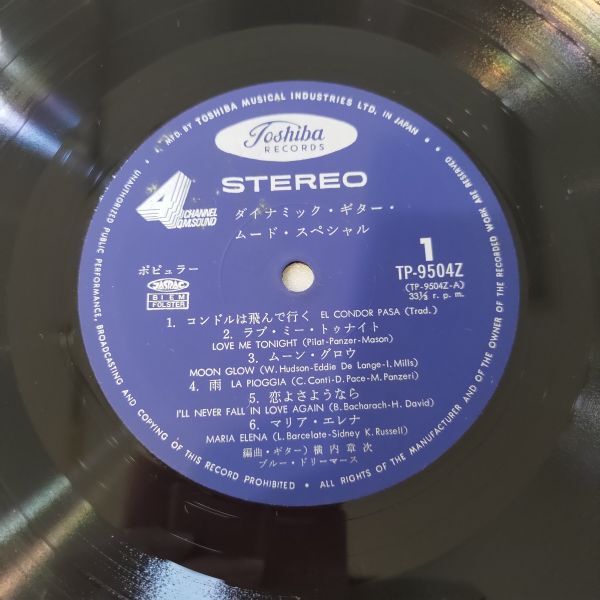 MFD. BY TOSHIBA MUSICAL INDUSTRIES LTD. IN JAPAN
Toshiba
RECORDS
STEREO
4 CHANNEL
Q.M.SOUND
ダイナミック・ギター・
ムード・スペシャル
ポピュラー
JASRAC
BIEM
FOLSTER
1
TP-9504Z
(TP-9504Z-A)
33⅓ r. p. m.
1. コンドルは飛んで行く EL CONDOR PASA (Trad.)
2. ラブ・ミー・トゥナイト
LOVE ME TONIGHT (Pilat-Panzer-Mason)
3. ムーン・グロウ
MOON GLOW (W. Hudson-Eddie De Lange-I. Mills)
4. 雨 LA PIOGGIA (C. Conti-D. Pace-M. Panzeri)
5. 恋よさようなら
I'LL NEVER FALL IN LOVE AGAIN (B. Bacharach-H. David)
6. マリア・エレナ
MARIA ELENA (L. Barcelate-Sidney K. Russell)
編曲・ギター) 横内章次
ブルー・ドリーマース
ALL RIGHTS OF THE MANUFACTURER AND OF THE OWNER OF THE RECORDED WORK ARE RESERVED
UNAUTHORIZED PUBLIC PERFORMANCE, BROADCASTING AND COPYING OF THIS RECORD PROHIBITED